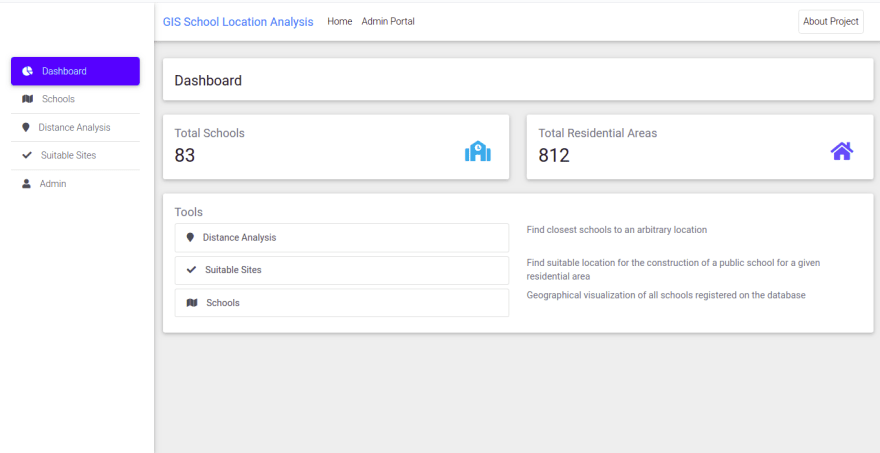 GIS School Location Analysis Home Admin Portal About Project
Dashboard
Schools
Distance Analysis
Suitable Sites
Admin
Dashboard
Total Schools
83
Total Residential Areas
812
Tools
Distance Analysis
Find closest schools to an arbitrary location
Suitable Sites
Find suitable location for the construction of a public school for a given
residential area
Schools
Geographical visualization of all schools registered on the database